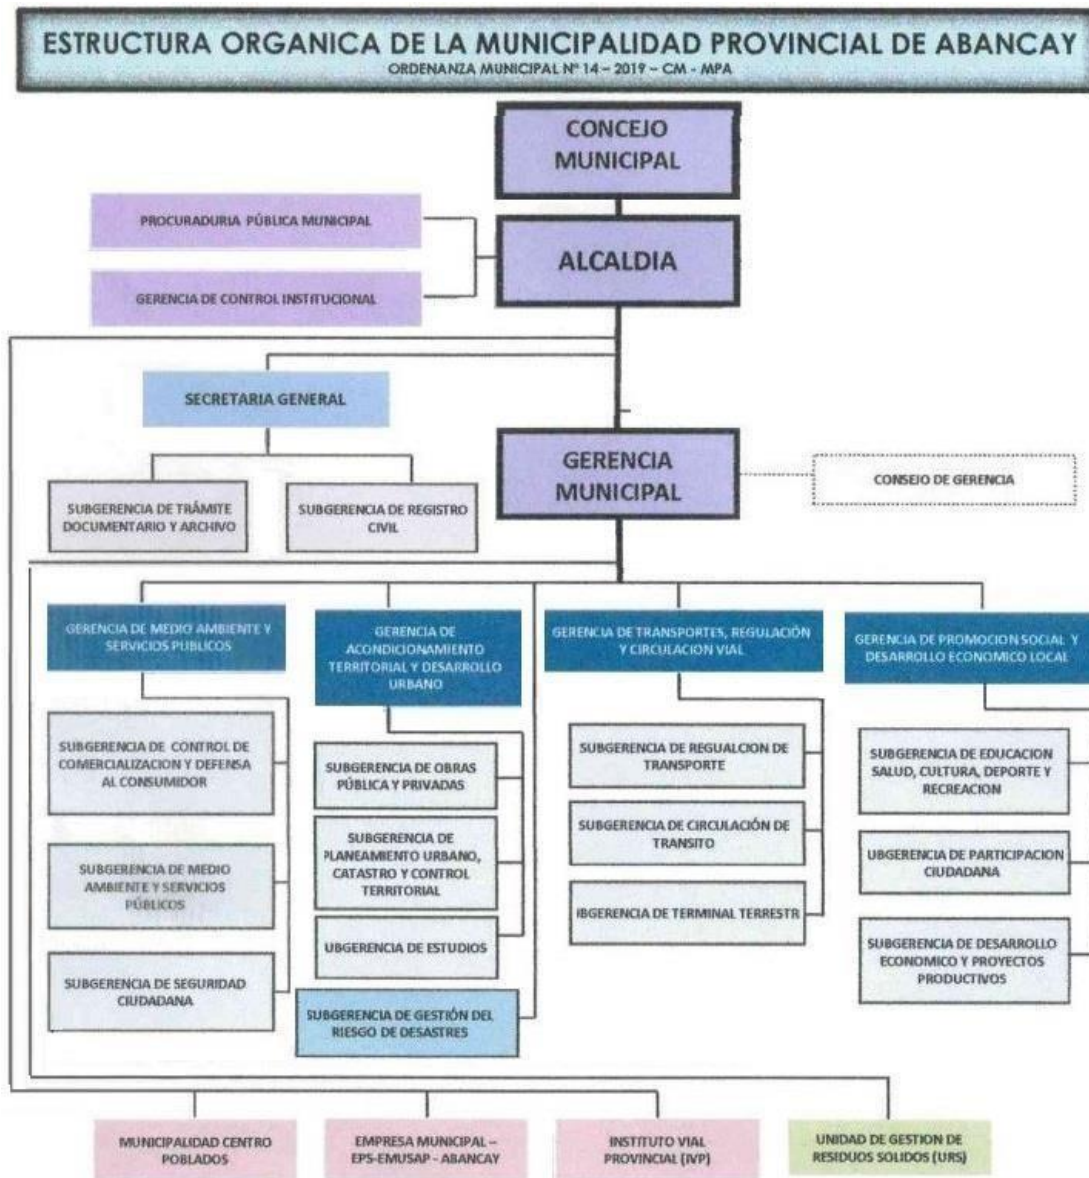 ESTRUCTURA ORGANICA DE LA MUNICIPALIDAD PROVINCIAL DE ABANCAY
ORDENANZA MUNICIPAL Nº 14 – 2019 – CM - MPA
CONCEJO
MUNICIPAL
PROCURADURIA PÚBLICA MUNICIPAL
ALCALDIA
GERENCIA DE CONTROL INSTITUCIONAL
SECRETARIA GENERAL
GERENCIA
MUNICIPAL
CONSEJO DE GERENCIA
SUBGERENCIA DE TRÁMITE
DOCUMENTARIO Y ARCHIVO
SUBGERENCIA DE REGISTRO
CIVIL
GERENCIA DE MEDIO AMBIENTE Y
SERVICIOS PUBLICOS
GERENCIA DE
ACONDICIONAMIENTO
TERRITORIAL Y DESARROLLO
URBANO
GERENCIA DE TRANSPORTES, REGULACIÓN
Y CIRCULACION VIAL
GERENCIA DE PROMOCION SOCIAL Y
DESARROLLO ECONOMICO LOCAL
SUBGERENCIA DE CONTROL DE
COMERCIALIZACION Y DEFENSA
AL CONSUMIDOR
SUBGERENCIA DE MEDIO
AMBIENTE Y SERVICIOS
PÚBLICOS
SUBGERENCIA DE SEGURIDAD
CIUDADANA
SUBGERENCIA DE OBRAS
PÚBLICA Y PRIVADAS
SUBGERENCIA DE
PLANEAMIENTO URBANO,
CATASTRO Y CONTROL
TERRITORIAL
UBGERENCIA DE ESTUDIOS
SUBGERENCIA DE GESTIÓN DEL
RIESGO DE DESASTRES
SUBGERENCIA DE REGUALCION DE
TRANSPORTE
SUBGERENCIA DE CIRCULACIÓN DE
TRANSITO
IBGERENCIA DE TERMINAL TERRESTR
SUBGERENCIA DE EDUCACION
SALUD, CULTURA, DEPORTE Y
RECREACION
UBGERENCIA DE PARTICIPACION
CIUDADANA
SUBGERENCIA DE DESARROLLO
ECONOMICO Y PROYECTOS
PRODUCTIVOS
MUNICIPALIDAD CENTRO
POBLADOS
EMPRESA MUNICIPAL –
EPS-EMUSAP - ABANCAY
INSTITUTO VIAL
PROVINCIAL (IVP)
UNIDAD DE GESTION DE
RESIDUOS SOLIDOS (URS)